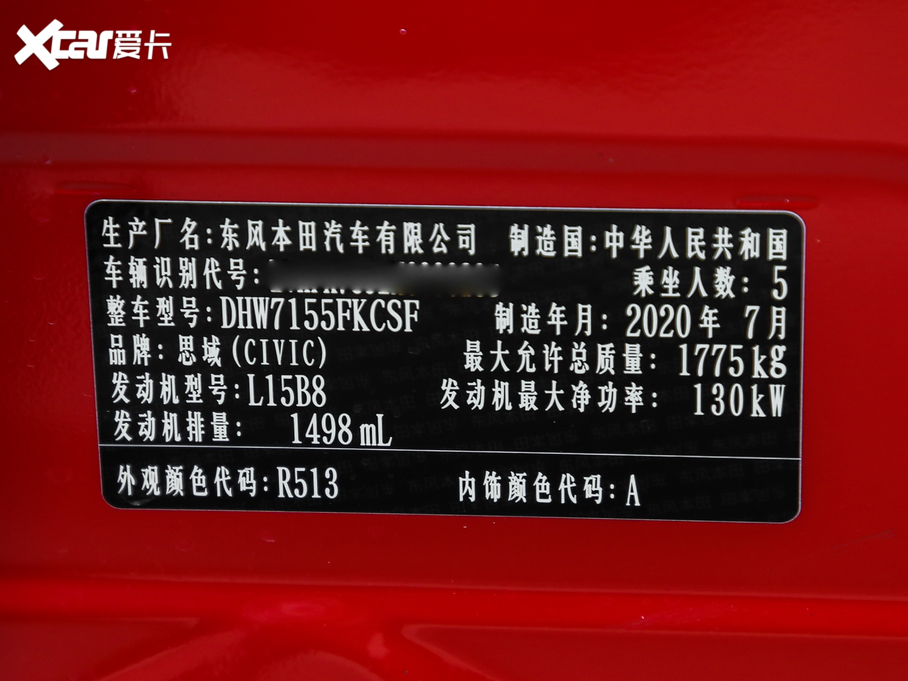 Xcar爱卡
生产厂名:东风本田汽车有限公司 制造国:中华人民共和国
车辆识别代号: 乘坐人数: 5
整车型号:DHW7155FKCSF 制造年月: 2020年 7月
品牌: 思域(CIVIC) 最大允许总质量: 1775kg
发动机型号:L15B8 发动机最大净功率: 130kW
发动机排量: 1498mL
外观颜色代码:R513 内饰颜色代码:A